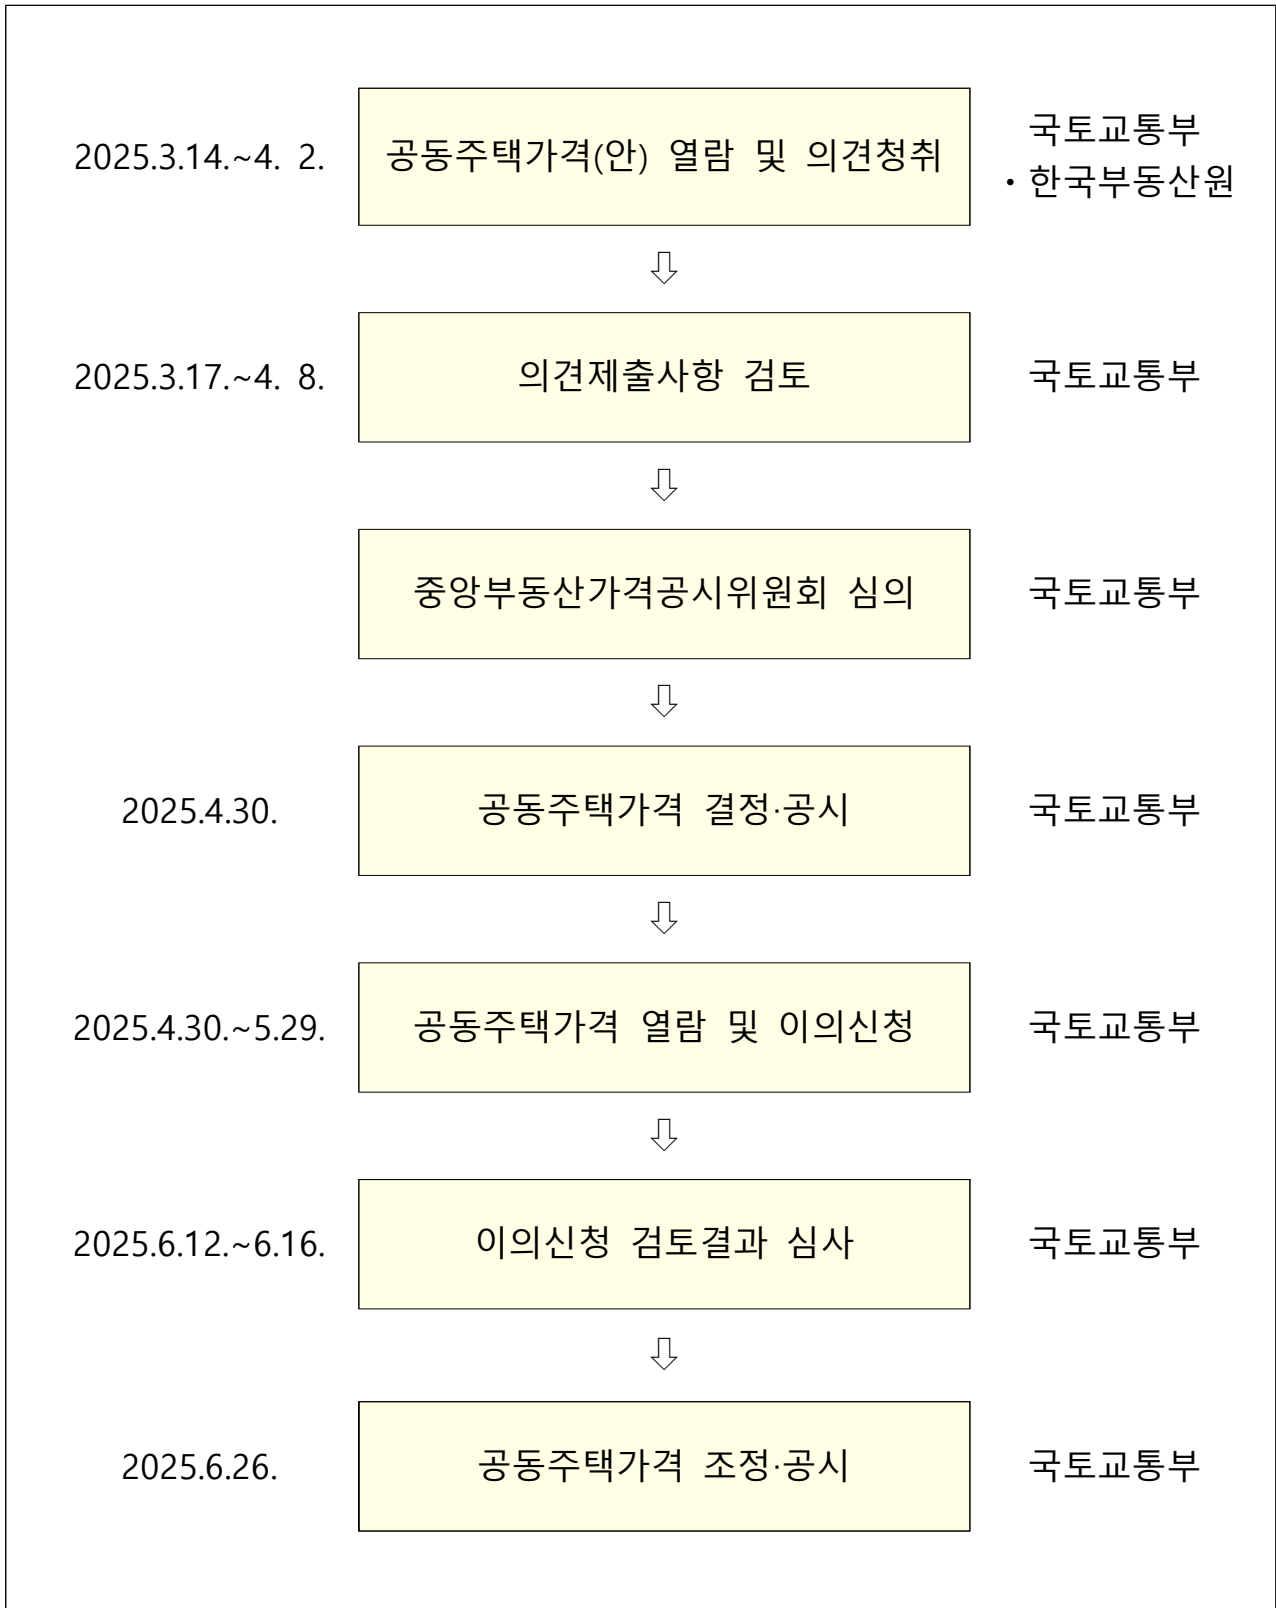 2025.3.14.~4. 2.
공동주택가격(안) 열람 및 의견청취
국토교통부
・한국부동산원
⇩
2025.3.17.~4. 8.
의견제출사항 검토
국토교통부
⇩
중앙부동산가격공시위원회 심의
국토교통부
⇩
2025.4.30.
공동주택가격 결정·공시
국토교통부
⇩
2025.4.30.~5.29.
공동주택가격 열람 및 이의신청
국토교통부
⇩
2025.6.12.~6.16.
이의신청 검토결과 심사
국토교통부
⇩
2025.6.26.
공동주택가격 조정·공시
국토교통부